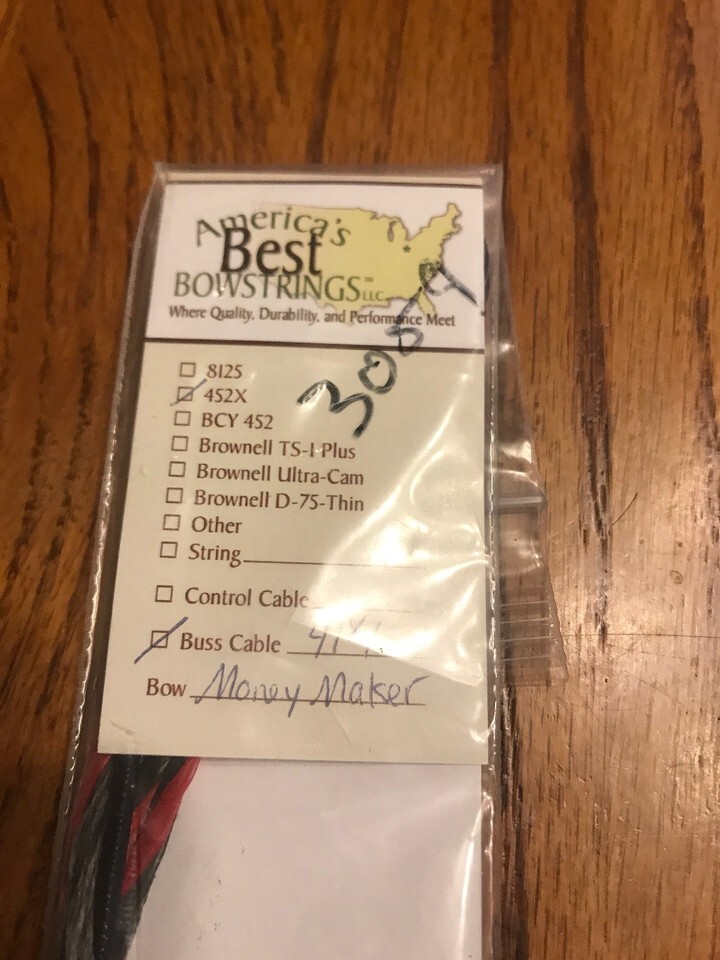 America's
Best
BOWSTRINGS™ LLC
Where Quality, Durability, and Performance Meet
8125
452X
BCY 452
Brownell TS-1 Plus
Brownell Ultra-Cam
Brownell D-75-Thin
Other
String
Control Cable
Buss Cable
Bow Money Maker